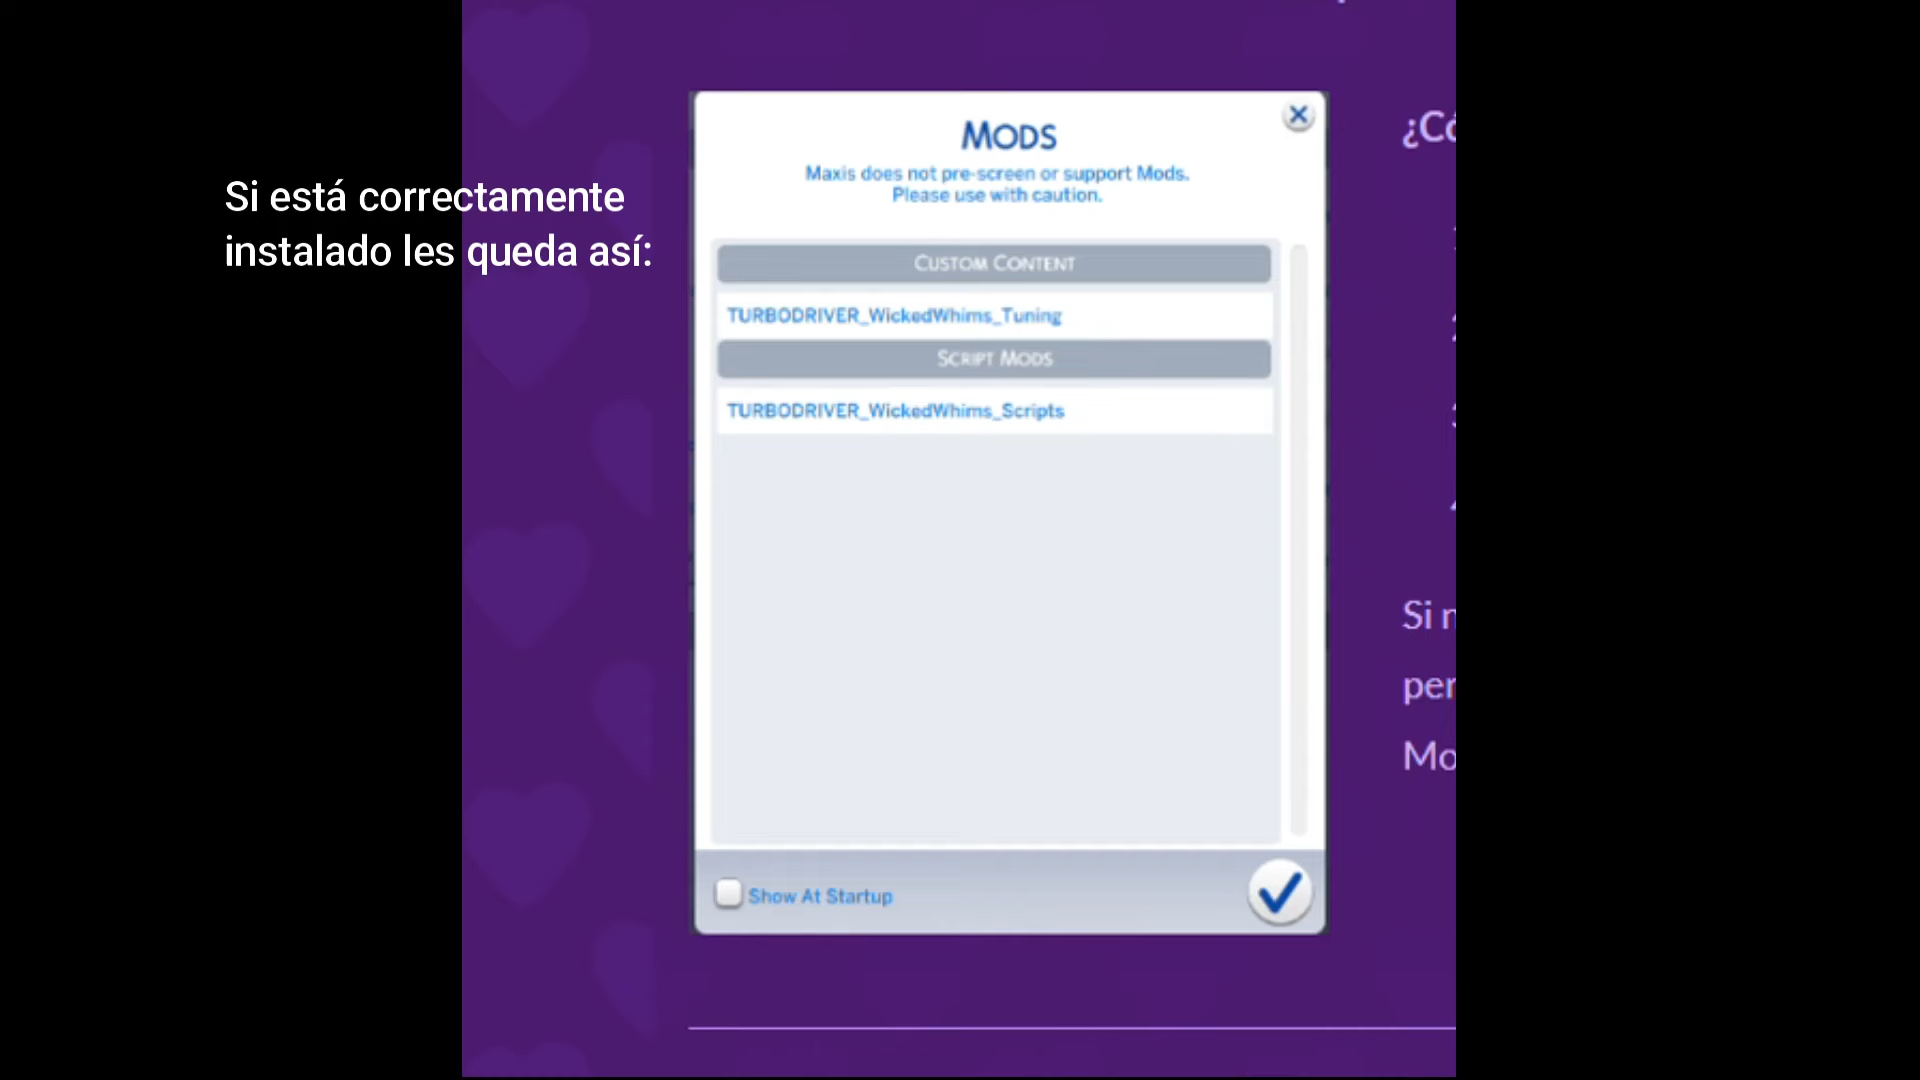 Si está correctamente
instalado les queda así:
MODS
Maxis does not pre-screen or support Mods.
Please use with caution.
CUSTOM CONTENT
TURBODRIVER_WickedWhims_Tuning
SCRIPT MODS
TURBODRIVER_WickedWhims_Scripts
Show At Startup
Si